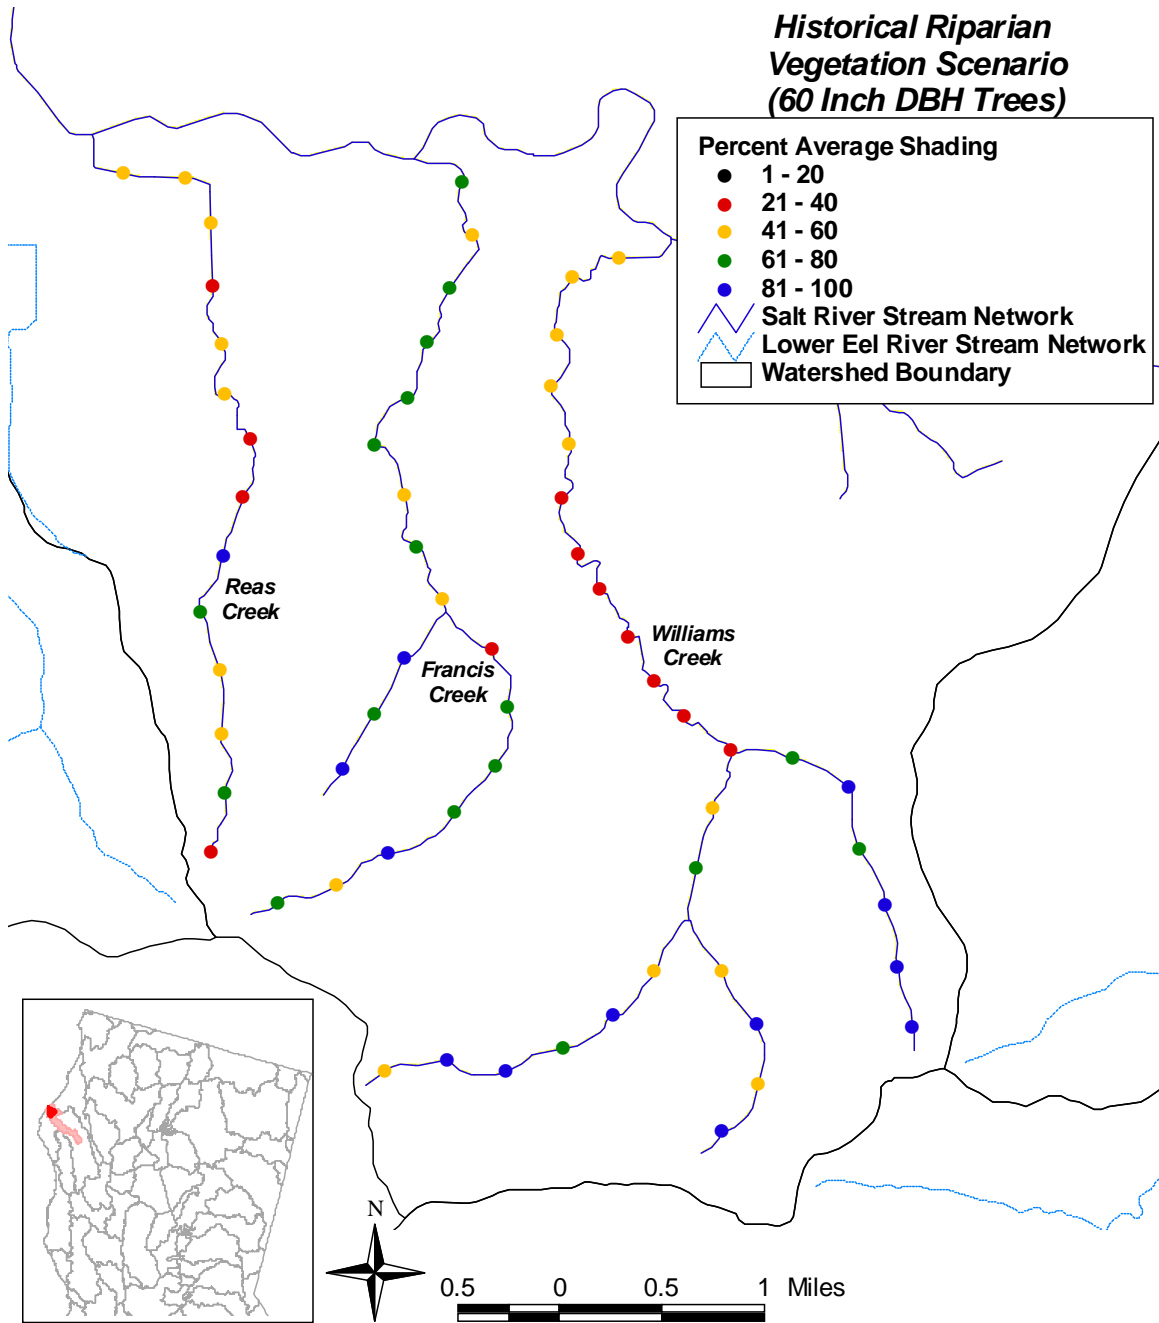 Historical Riparian
Vegetation Scenario
(60 Inch DBH Trees)
Percent Average Shading
1 - 20
21 - 40
41 - 60
61 - 80
81 - 100
Salt River Stream Network
Lower Eel River Stream Network
Watershed Boundary
Reas
Creek
Francis
Creek
Williams
Creek
N
0.5 0 0.5 1 Miles